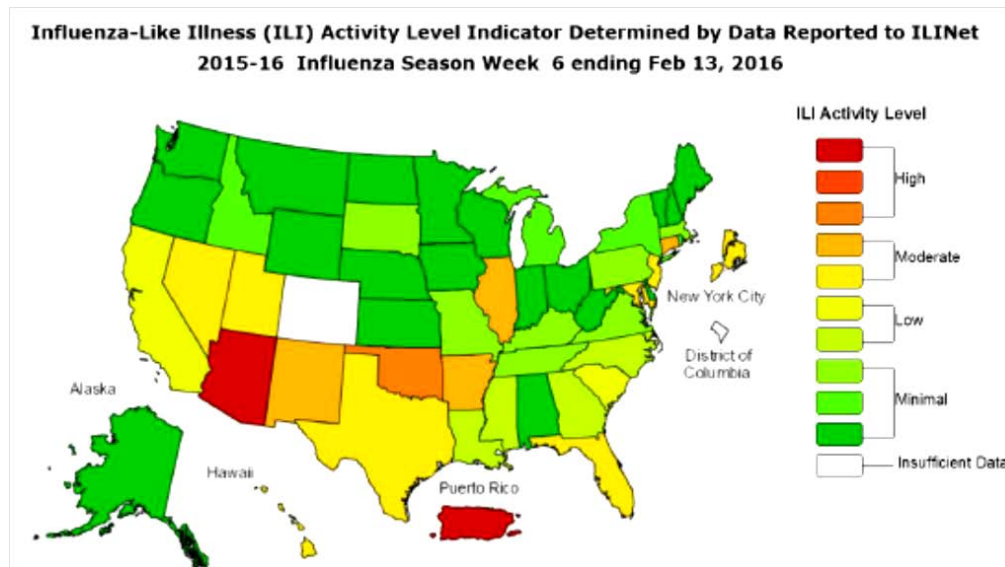 Influenza-Like Illness (ILI) Activity Level Indicator Determined by Data Reported to ILINet
2015-16 Influenza Season Week 6 ending Feb 13, 2016
ILI Activity Level
High
Moderate
New York City
Low
District of
Columbia
Alaska
Minimal
Hawaii
Insufficient Data
Puerto Rico